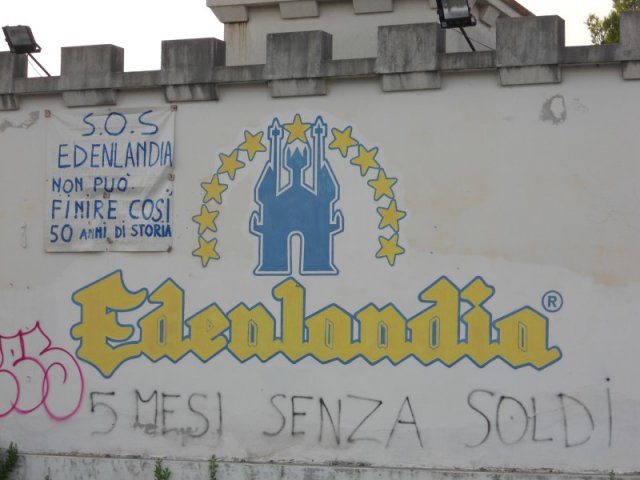 S.O.S
EDENLANDIA
NON PUÒ
FINIRE COSÌ
50 ANNI DI STORIA
Edenlandia ®
5 MESI SENZA SOLDI